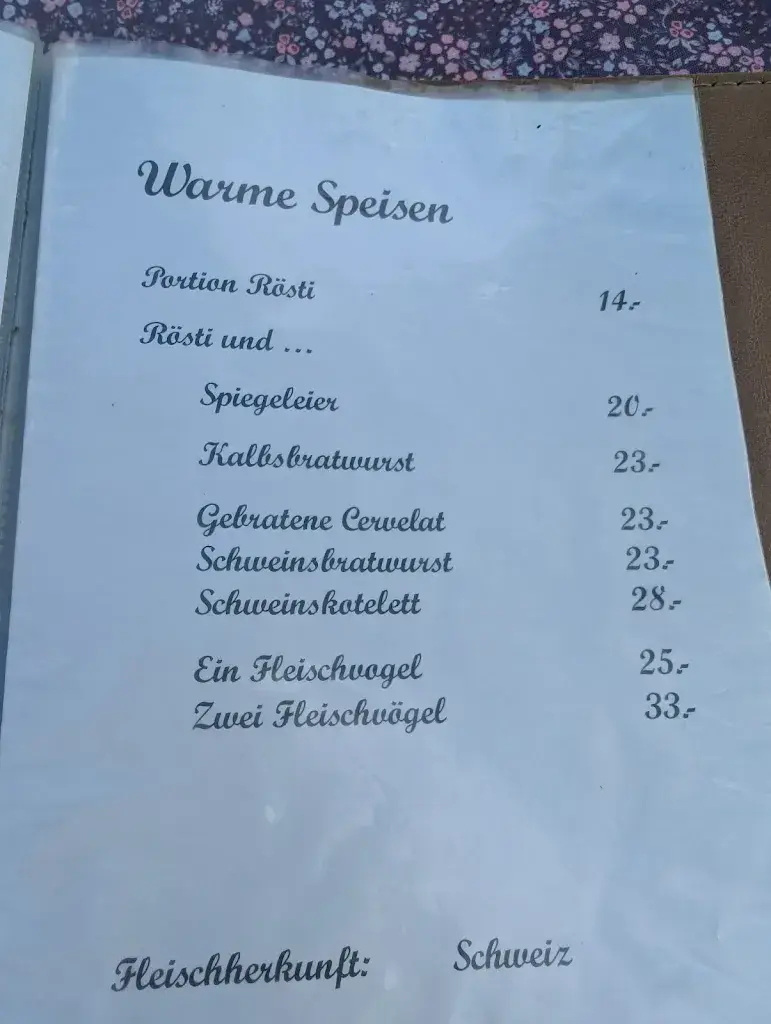 Warme Speisen
Portion Rösti 14.-
Rösti und ...
Spiegeleier 20.-
Kalbsbratwurst 23.-
Gebratene Cervelat 23.-
Schweinsbratwurst 23.-
Schweinskotelett 28.-
Ein Fleischvogel 25.-
Zwei Fleischvögel 33.-
Fleischherkunft: Schweiz